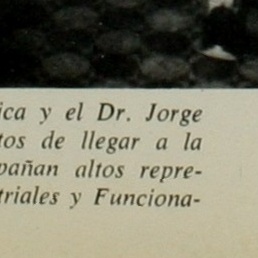 ica y el Dr. Jorge
tos de llegar a la
pañan altos repre-
triales y Funciona-